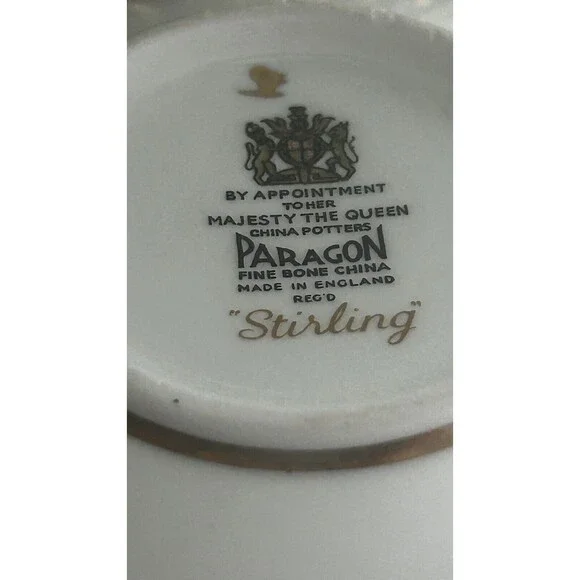 BY APPOINTMENT
TO HER
MAJESTY THE QUEEN
CHINA POTTERS
PARAGON
FINE BONE CHINA
MADE IN ENGLAND
REG'D
"Stirling"